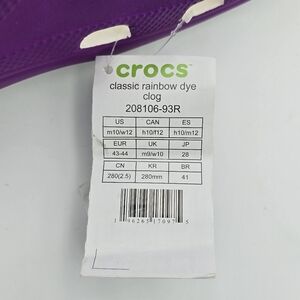 crocs™
classic rainbow dye
clog
208106-93R
US CAN ES
m10/w12 h10/f12 h10/m12
EUR UK JP
43-44 m9/w10 28
CN KR BR
280(2.5) 280mm 41